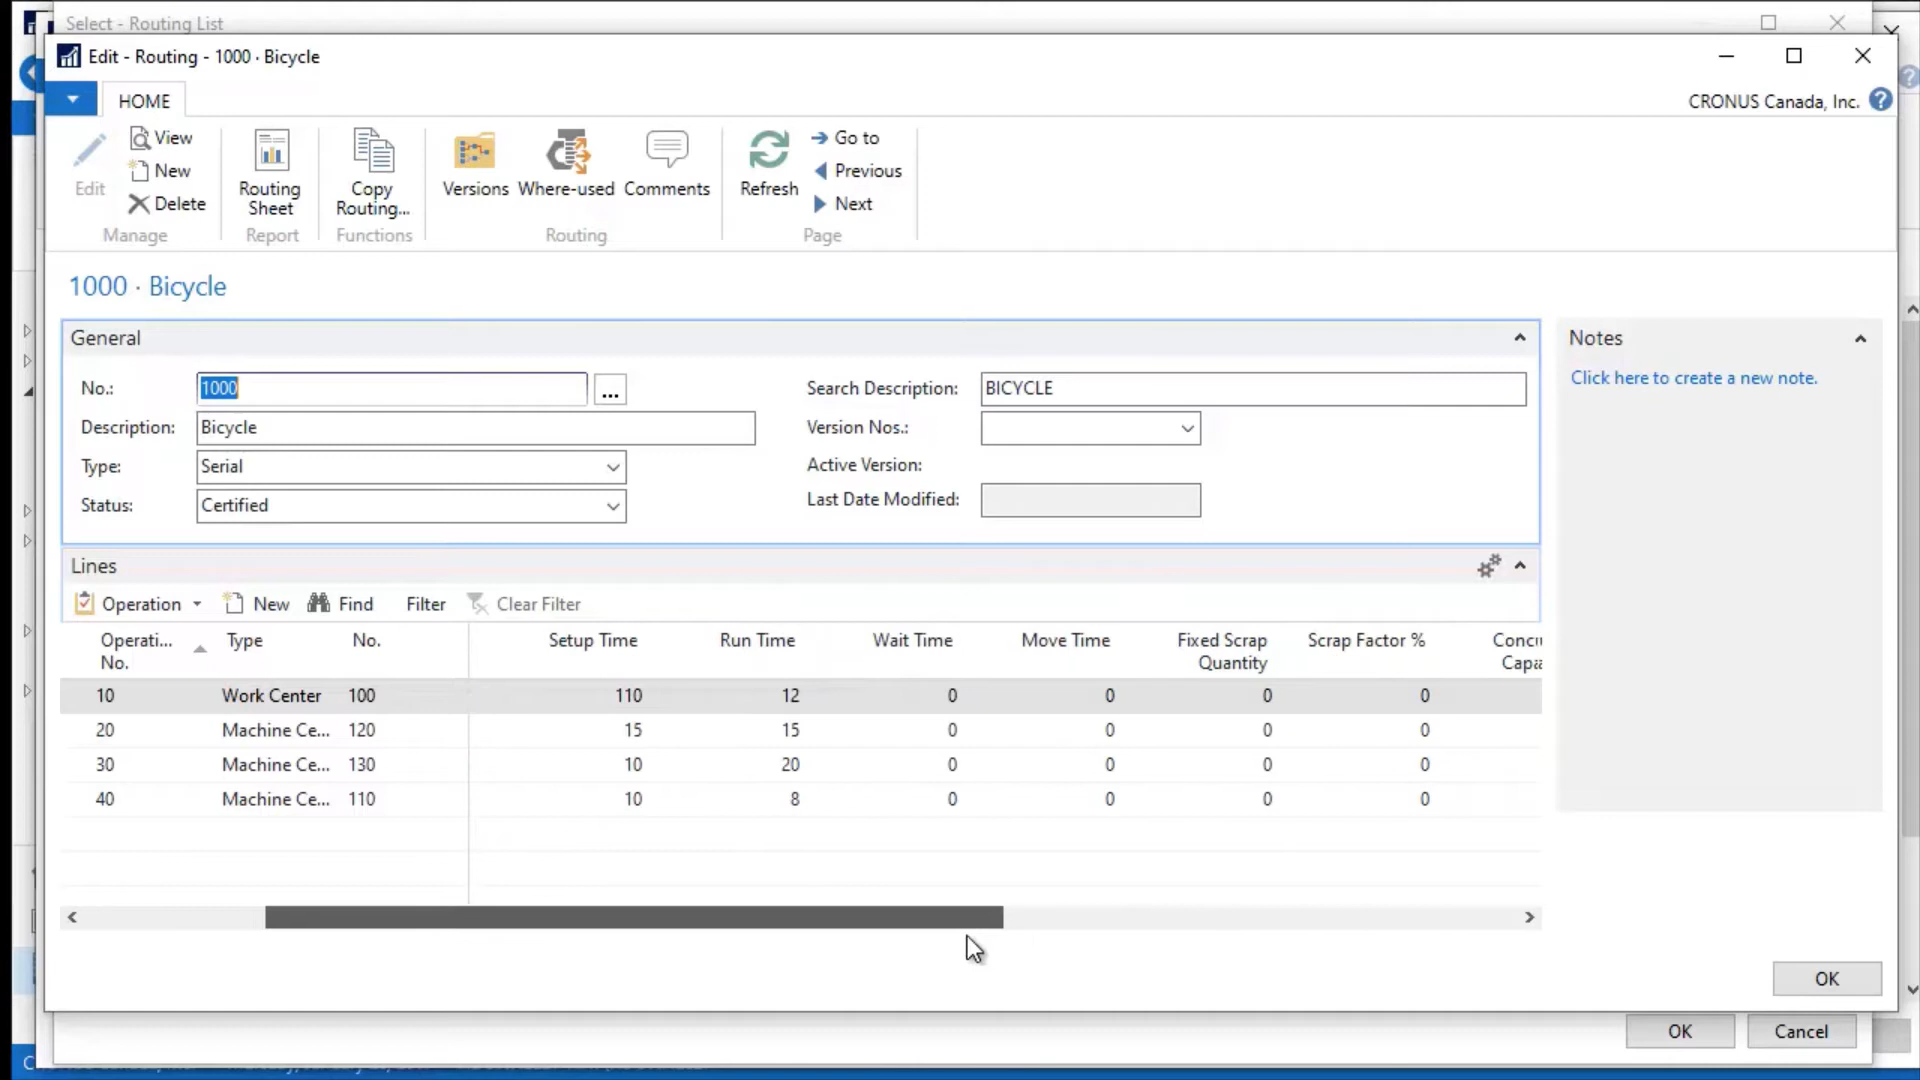 Select - Routing List
Edit - Routing - 1000 · Bicycle
HOME
CRONUS Canada, Inc.
Edit
View
New
Delete
Manage
Routing
Sheet
Report
Copy
Routing...
Functions
Versions
Where-used
Comments
Routing
Refresh
Go to
Previous
Next
Page
1000 · Bicycle
General
No.: 1000 ...
Description: Bicycle
Type: Serial
Status: Certified
Search Description: BICYCLE
Version Nos.:
Active Version:
Last Date Modified:
Notes
Click here to create a new note.
Lines
Operation New Find Filter Clear Filter
Operati... No. Type No. Setup Time Run Time Wait Time Move Time Fixed Scrap Quantity Scrap Factor % Concu Capa
10 Work Center 100 110 12 0 0 0 0
20 Machine Ce... 120 15 15 0 0 0 0
30 Machine Ce... 130 10 20 0 0 0 0
40 Machine Ce... 110 10 8 0 0 0 0
OK
OK Cancel